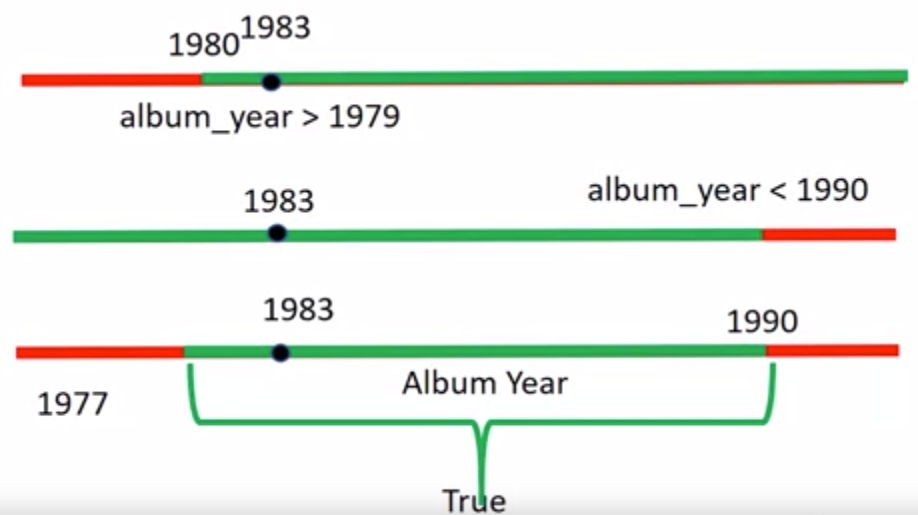 1983
1980
album_year > 1979
album_year < 1990
1983
1983
1990
Album Year
1977
True